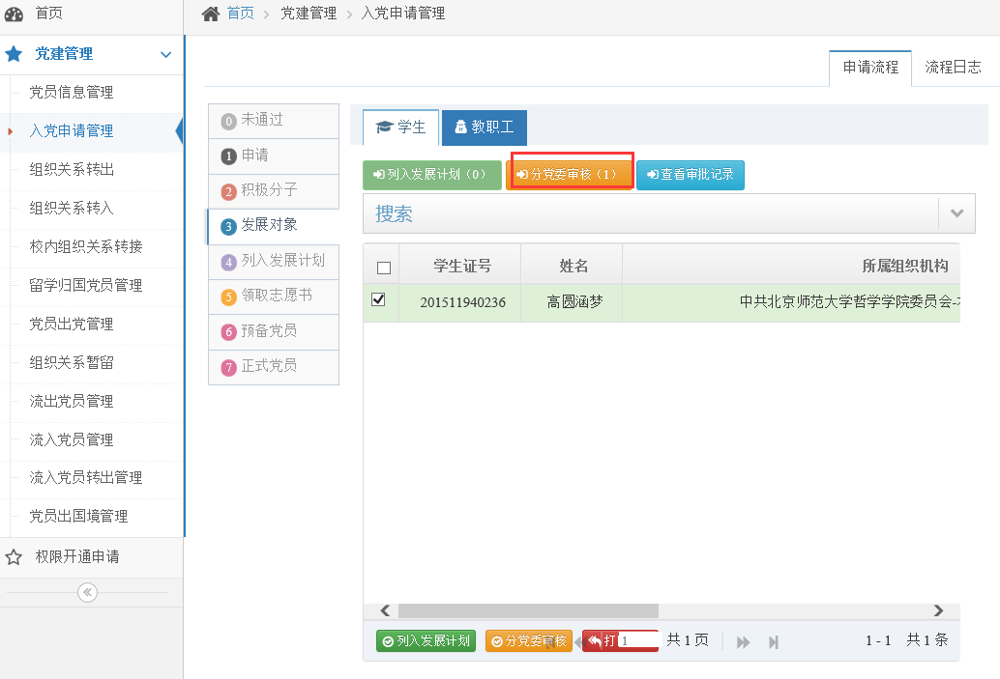 首页
首页 党建管理 入党申请管理
党建管理
申请流程 流程日志
党员信息管理
入党申请管理
组织关系转出
组织关系转入
校内组织关系转接
留学归国党员管理
党员出党管理
组织关系暂留
流出党员管理
流入党员管理
流入党员转出管理
党员出国境管理
权限开通申请
0 未通过
1 申请
2 积极分子
3 发展对象
4 列入发展计划
5 领取志愿书
6 预备党员
7 正式党员
学生 教职工
列入发展计划（0） 分党委审核（1） 查看审批记录
搜索
学生证号 姓名 所属组织机构
201511940236 高圆涵梦 中共北京师范大学哲学学院委员会-
列入发展计划 分党委审核 打 1 共 1 页 1 - 1 共 1 条